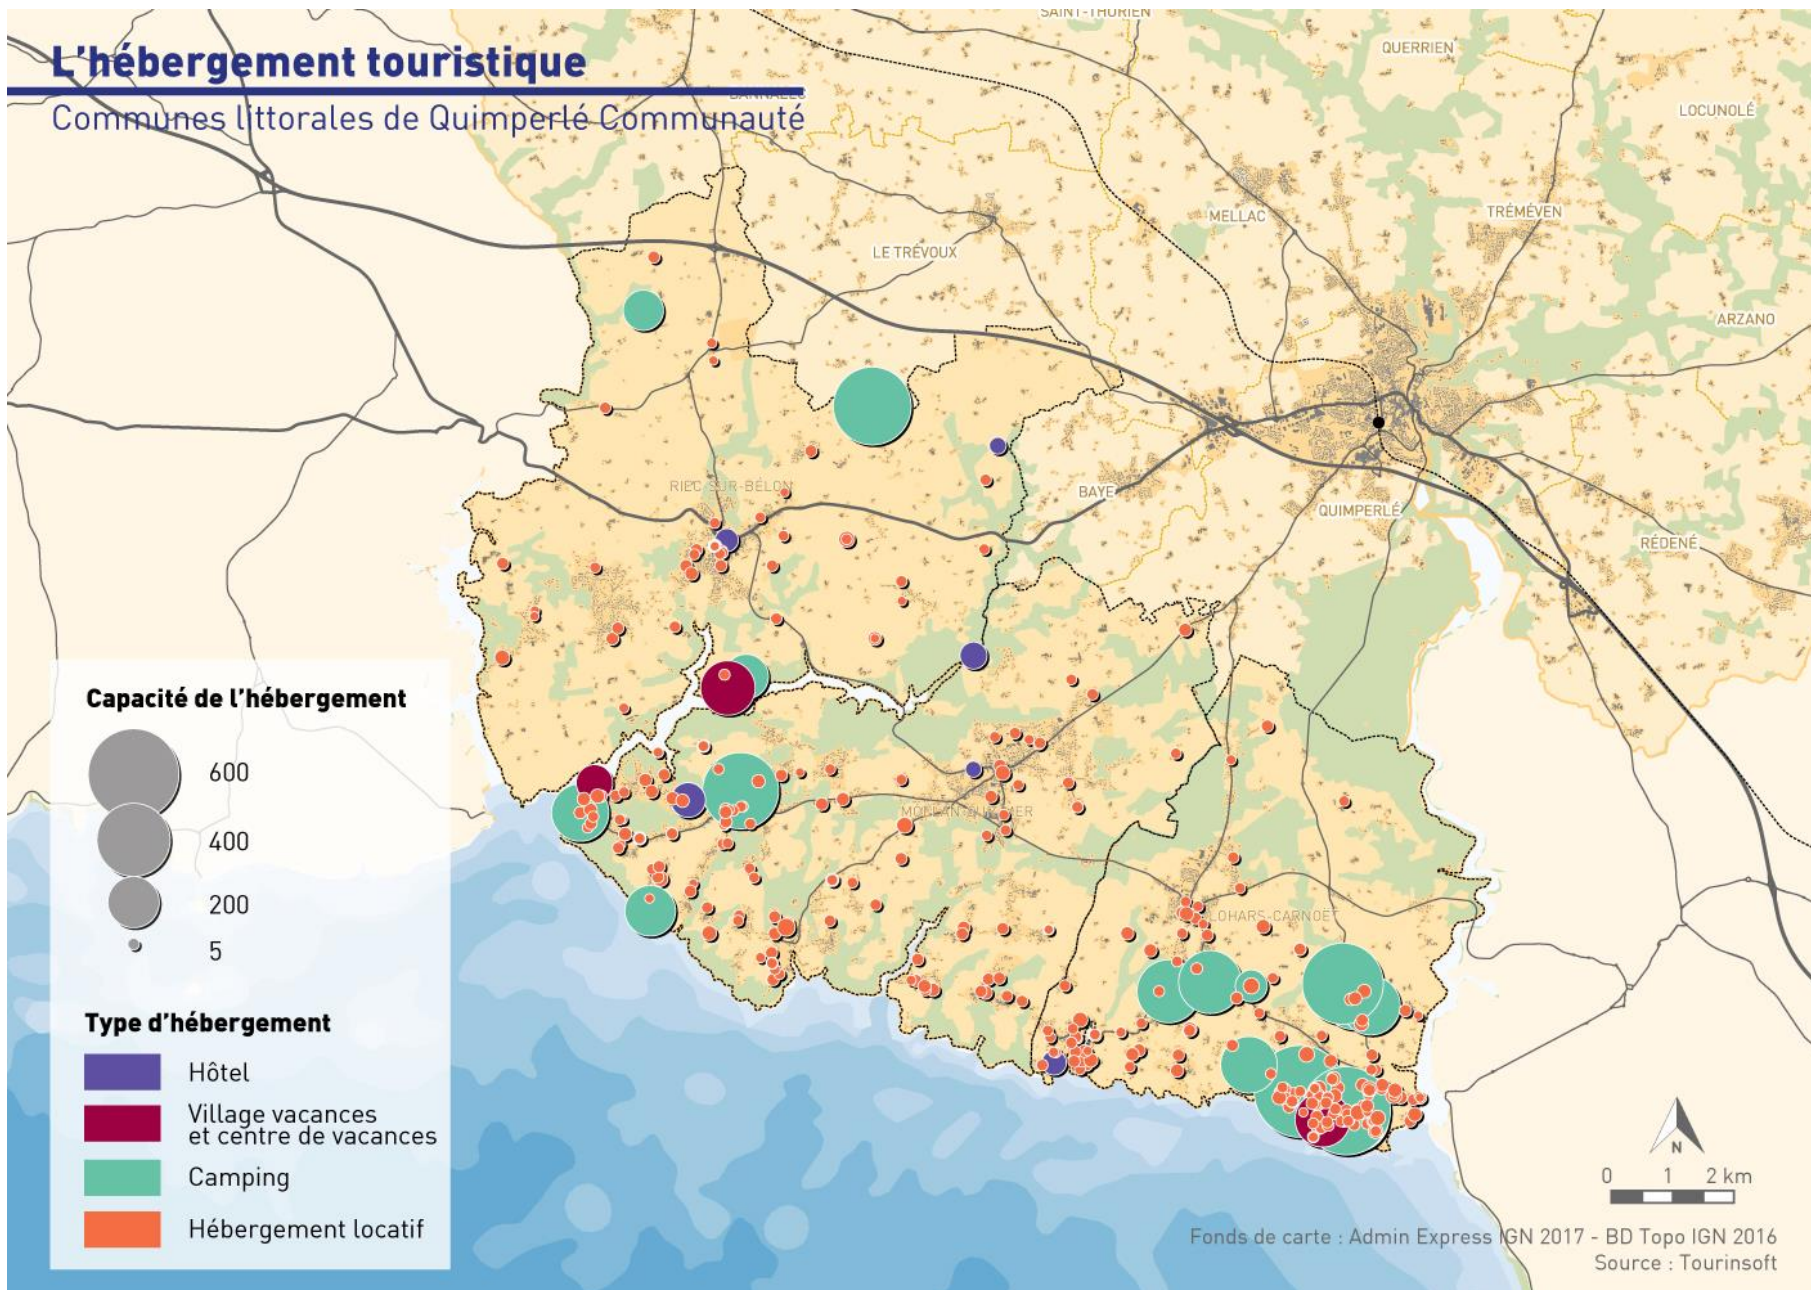 L'hébergement touristique
Communes littorales de Quimperlé Communauté
SAINT-THURIEN
QUERRIEN
BANNALEC
LOCUNOLÉ
MELLAC
TRÉMÉVEN
LE TRÉVOUX
ARZANO
RIEC-SUR-BÉLON
BAYE
QUIMPERLÉ
RÉDENÉ
MOËLAN-SUR-MER
CLOHARS-CARNOËT
Capacité de l'hébergement
600
400
200
5
Type d'hébergement
Hôtel
Village vacances
et centre de vacances
Camping
Hébergement locatif
N
0 1 2 km
Fonds de carte : Admin Express IGN 2017 - BD Topo IGN 2016
Source : Tourinsoft